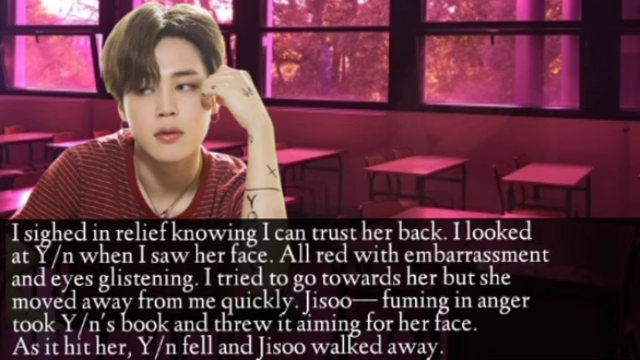 I sighed in relief knowing I can trust her back. I looked
at Y/n when I saw her face. All red with embarrassment
and eyes glistening. I tried to go towards her but she
moved away from me quickly. Jisoo— fuming in anger
took Y/n's book and threw it aiming for her face.
As it hit her, Y/n fell and Jisoo walked away.